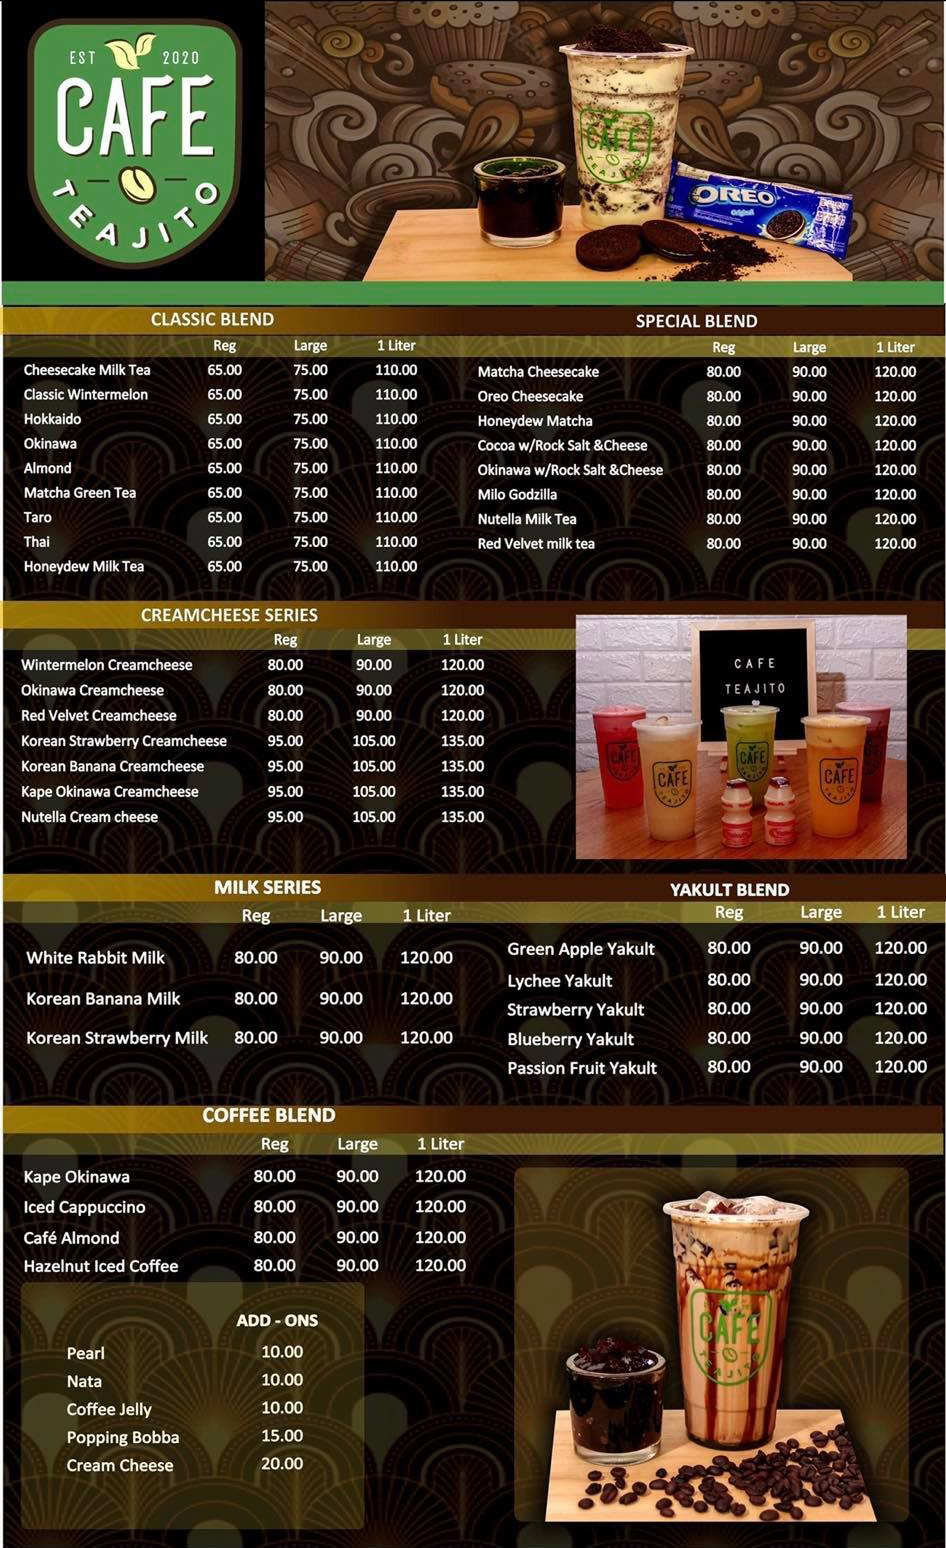 EST 2020
CAFE
TEAJITO
CAFE
TEAJITO
OREO
Original
CLASSIC BLEND
Reg Large 1 Liter
Cheesecake Milk Tea 65.00 75.00 110.00
Classic Wintermelon 65.00 75.00 110.00
Hokkaido 65.00 75.00 110.00
Okinawa 65.00 75.00 110.00
Almond 65.00 75.00 110.00
Matcha Green Tea 65.00 75.00 110.00
Taro 65.00 75.00 110.00
Thai 65.00 75.00 110.00
Honeydew Milk Tea 65.00 75.00 110.00
SPECIAL BLEND
Reg Large 1 Liter
Matcha Cheesecake 80.00 90.00 120.00
Oreo Cheesecake 80.00 90.00 120.00
Honeydew Matcha 80.00 90.00 120.00
Cocoa w/Rock Salt &Cheese 80.00 90.00 120.00
Okinawa w/Rock Salt &Cheese 80.00 90.00 120.00
Milo Godzilla 80.00 90.00 120.00
Nutella Milk Tea 80.00 90.00 120.00
Red Velvet milk tea 80.00 90.00 120.00
CREAMCHEESE SERIES
Reg Large 1 Liter
Wintermelon Creamcheese 80.00 90.00 120.00
Okinawa Creamcheese 80.00 90.00 120.00
Red Velvet Creamcheese 80.00 90.00 120.00
Korean Strawberry Creamcheese 95.00 105.00 135.00
Korean Banana Creamcheese 95.00 105.00 135.00
Kape Okinawa Creamcheese 95.00 105.00 135.00
Nutella Cream cheese 95.00 105.00 135.00
CAFE
TEAJITO
CAFE
CAFE
CAFE
CAFE
CAFE
MILK SERIES
Reg Large 1 Liter
White Rabbit Milk 80.00 90.00 120.00
Korean Banana Milk 80.00 90.00 120.00
Korean Strawberry Milk 80.00 90.00 120.00
YAKULT BLEND
Reg Large 1 Liter
Green Apple Yakult 80.00 90.00 120.00
Lychee Yakult 80.00 90.00 120.00
Strawberry Yakult 80.00 90.00 120.00
Blueberry Yakult 80.00 90.00 120.00
Passion Fruit Yakult 80.00 90.00 120.00
COFFEE BLEND
Reg Large 1 Liter
Kape Okinawa 80.00 90.00 120.00
Iced Cappuccino 80.00 90.00 120.00
Café Almond 80.00 90.00 120.00
Hazelnut Iced Coffee 80.00 90.00 120.00
ADD - ONS
Pearl 10.00
Nata 10.00
Coffee Jelly 10.00
Popping Bobba 15.00
Cream Cheese 20.00
CAFE
TEAJITO